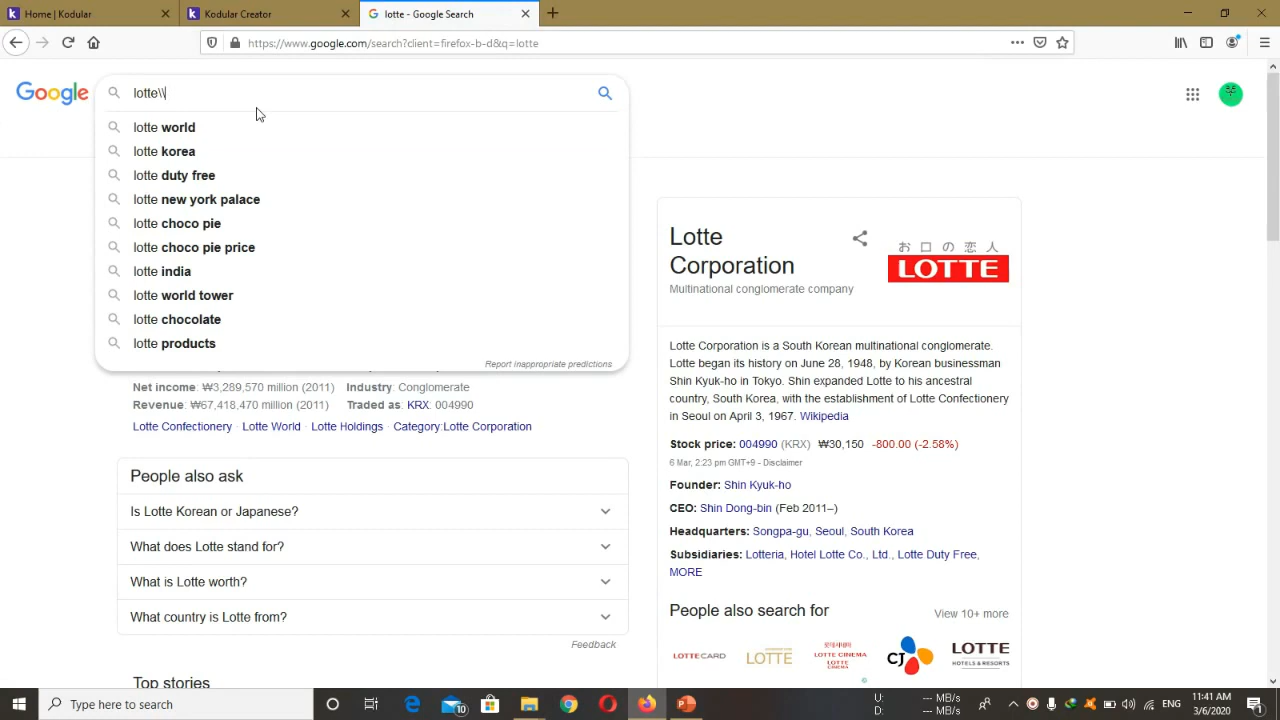 Home | Kodular
Kodular Creator
lotte - Google Search
https://www.google.com/search?client=firefox-b-d&q=lotte
Google
lotte\\
lotte world
lotte korea
lotte duty free
lotte new york palace
lotte choco pie
lotte choco pie price
lotte india
lotte world tower
lotte chocolate
lotte products
Report inappropriate predictions
Net income: ₩3,289,570 million (2011) Industry: Conglomerate
Revenue: ₩67,418,470 million (2011) Traded as: KRX: 004990
Lotte Confectionery · Lotte World · Lotte Holdings · Category:Lotte Corporation
People also ask
Is Lotte Korean or Japanese?
What does Lotte stand for?
What is Lotte worth?
What country is Lotte from?
Feedback
Top stories
Lotte
Corporation
Multinational conglomerate company
お口の恋人
LOTTE
Lotte Corporation is a South Korean multinational conglomerate.
Lotte began its history on June 28, 1948, by Korean businessman
Shin Kyuk-ho in Tokyo. Shin expanded Lotte to his ancestral
country, South Korea, with the establishment of Lotte Confectionery
in Seoul on April 3, 1967. Wikipedia
Stock price: 004990 (KRX) ₩30,150 -800.00 (-2.58%)
6 Mar, 2:23 pm GMT+9 - Disclaimer
Founder: Shin Kyuk-ho
CEO: Shin Dong-bin (Feb 2011–)
Headquarters: Songpa-gu, Seoul, South Korea
Subsidiaries: Lotteria, Hotel Lotte Co., Ltd., Lotte Duty Free,
MORE
People also search for
View 10+ more
LOTTECARD
LOTTE
롯데시네마
LOTTE CINEMA
LOTTE
CINEMA
CJ
LOTTE
HOTELS & RESORTS
Type here to search
10
U: --- MB/s
D: --- MB/s
ENG
11:41 AM
3/6/2020
1